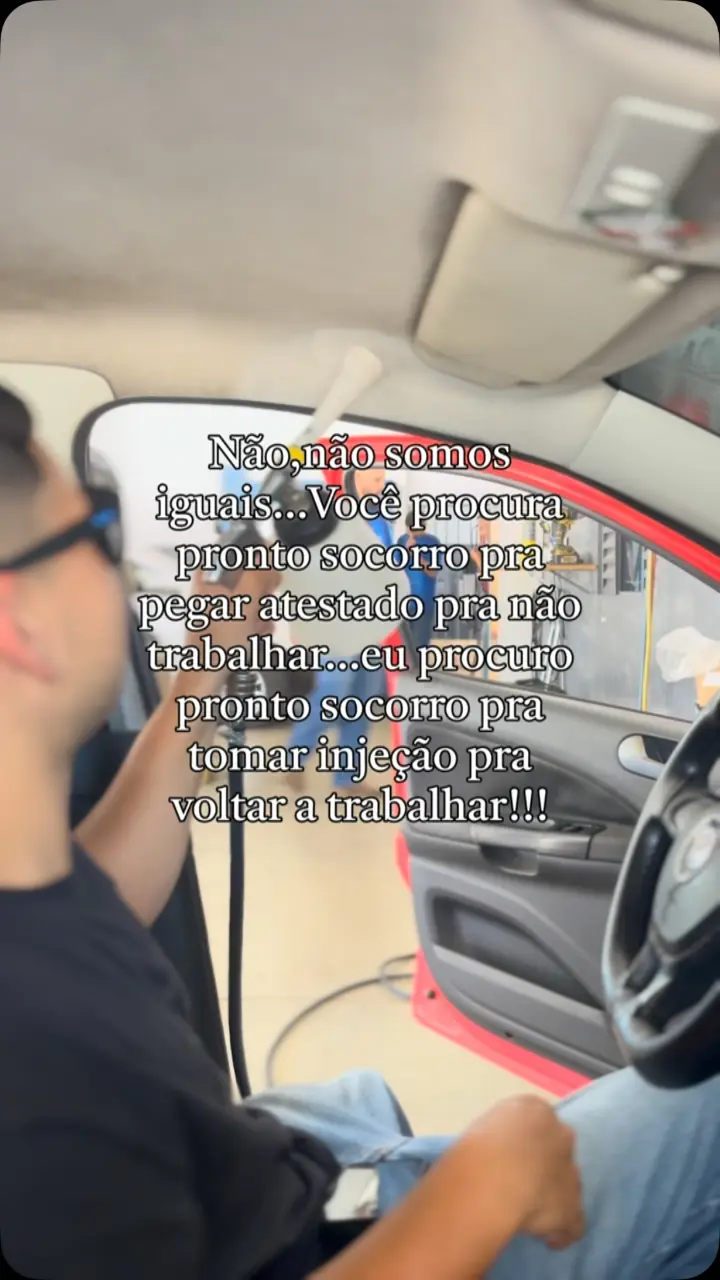 Não,não somos
iguais...Você procura
pronto socorro pra
pegar atestado pra não
trabalhar...eu procuro
pronto socorro pra
tomar injeção pra
voltar a trabalhar!!!